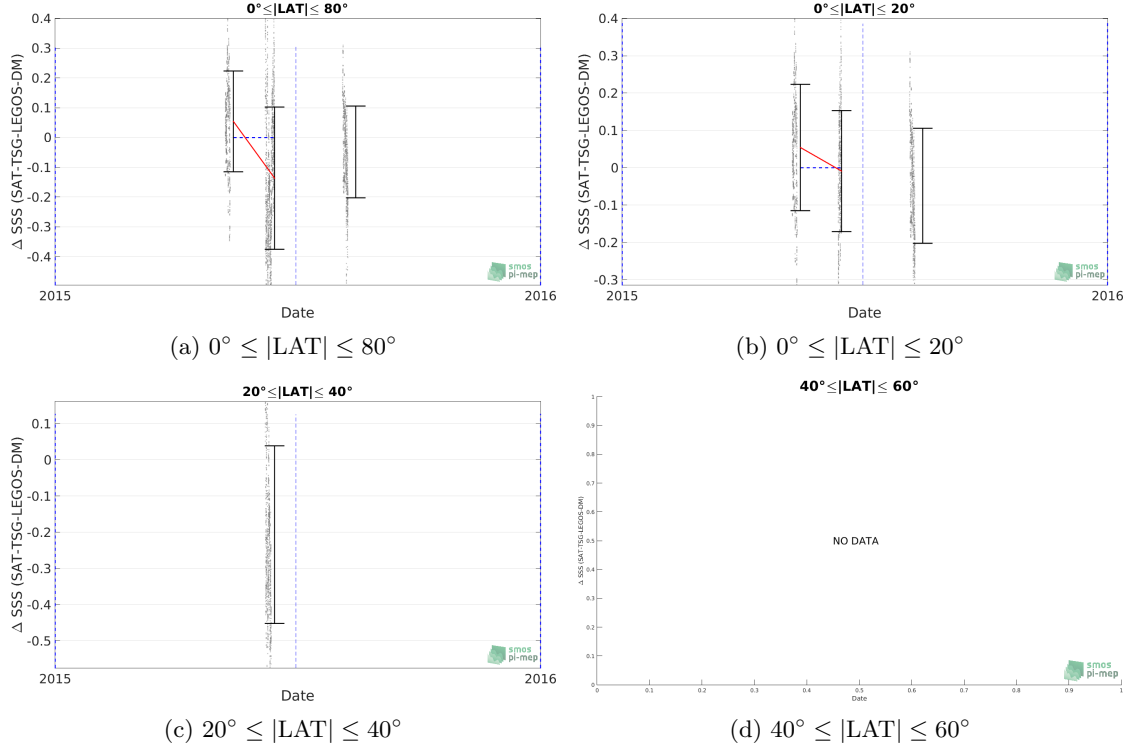 0°≤|LAT|≤ 80°
Δ SSS (SAT-TSG-LEGOS-DM)
0.4
0.3
0.2
0.1
0
-0.1
-0.2
-0.3
-0.4
2015
2016
Date
smos
pi-mep
(a) 0° ≤ |LAT| ≤ 80°
0°≤|LAT|≤ 20°
Δ SSS (SAT-TSG-LEGOS-DM)
0.4
0.3
0.2
0.1
0
-0.1
-0.2
-0.3
2015
2016
Date
smos
pi-mep
(b) 0° ≤ |LAT| ≤ 20°
20°≤|LAT|≤ 40°
Δ SSS (SAT-TSG-LEGOS-DM)
0.1
0
-0.1
-0.2
-0.3
-0.4
-0.5
2015
2016
Date
smos
pi-mep
(c) 20° ≤ |LAT| ≤ 40°
40°≤|LAT|≤ 60°
Δ SSS (SAT-TSG-LEGOS-DM)
1
0.9
0.8
0.7
0.6
0.5
0.4
0.3
0.2
0.1
0
NO DATA
0 0.1 0.2 0.3 0.4 0.5 0.6 0.7 0.8 0.9 1
Date
smos
pi-mep
(d) 40° ≤ |LAT| ≤ 60°